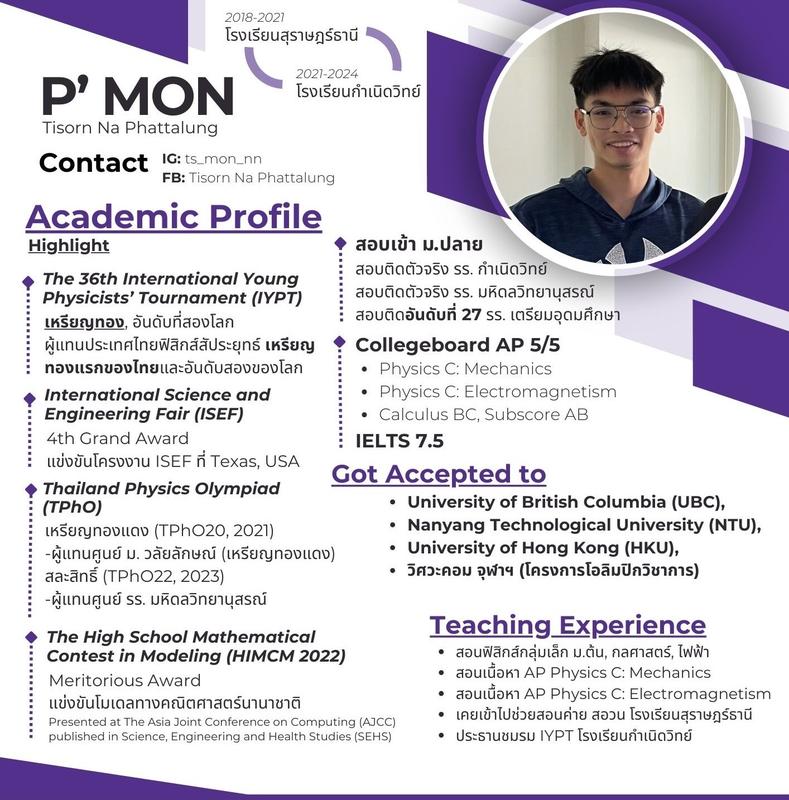 2018-2021
โรงเรียนสุราษฎร์ธานี
2021-2024
โรงเรียนกำเนิดวิทย์
P' MON
Tisorn Na Phattalung
Contact
IG: ts_mon_nn
FB: Tisorn Na Phattalung
Academic Profile
Highlight
The 36th International Young
Physicists' Tournament (IYPT)
เหรียญทอง, อันดับที่สองโลก
ผู้แทนประเทศไทยฟิสิกส์สัประยุทธ์ เหรียญ
ทองแรกของไทยและอันดับสองของโลก
International Science and
Engineering Fair (ISEF)
4th Grand Award
แข่งขันโครงงาน ISEF ที่ Texas, USA
Thailand Physics Olympiad
(TPhO)
เหรียญทองแดง (TPhO20, 2021)
-ผู้แทนศูนย์ ม. วลัยลักษณ์ (เหรียญทองแดง)
สละสิทธิ์ (TPhO22, 2023)
-ผู้แทนศูนย์ รร. มหิดลวิทยานุสรณ์
The High School Mathematical
Contest in Modeling (HIMCM 2022)
Meritorious Award
แข่งขันโมเดลทางคณิตศาสตร์นานาชาติ
Presented at The Asia Joint Conference on Computing (AJCC)
published in Science, Engineering and Health Studies (SEHS)
สอบเข้า ม.ปลาย
สอบติดตัวจริง รร. กำเนิดวิทย์
สอบติดตัวจริง รร. มหิดลวิทยานุสรณ์
สอบติดอันดับที่ 27 รร. เตรียมอุดมศึกษา
Collegeboard AP 5/5
• Physics C: Mechanics
• Physics C: Electromagnetism
• Calculus BC, Subscore AB
IELTS 7.5
Got Accepted to
• University of British Columbia (UBC),
• Nanyang Technological University (NTU),
• University of Hong Kong (HKU),
• วิศวะคอม จุฬาฯ (โครงการโอลิมปิกวิชาการ)
Teaching Experience
• สอนฟิสิกส์กลุ่มเล็ก ม.ต้น, กลศาสตร์, ไฟฟ้า
• สอนเนื้อหา AP Physics C: Mechanics
• สอนเนื้อหา AP Physics C: Electromagnetism
• เคยเข้าไปช่วยสอนค่าย สอวน โรงเรียนสุราษฎร์ธานี
• ประธานชมรม IYPT โรงเรียนกำเนิดวิทย์